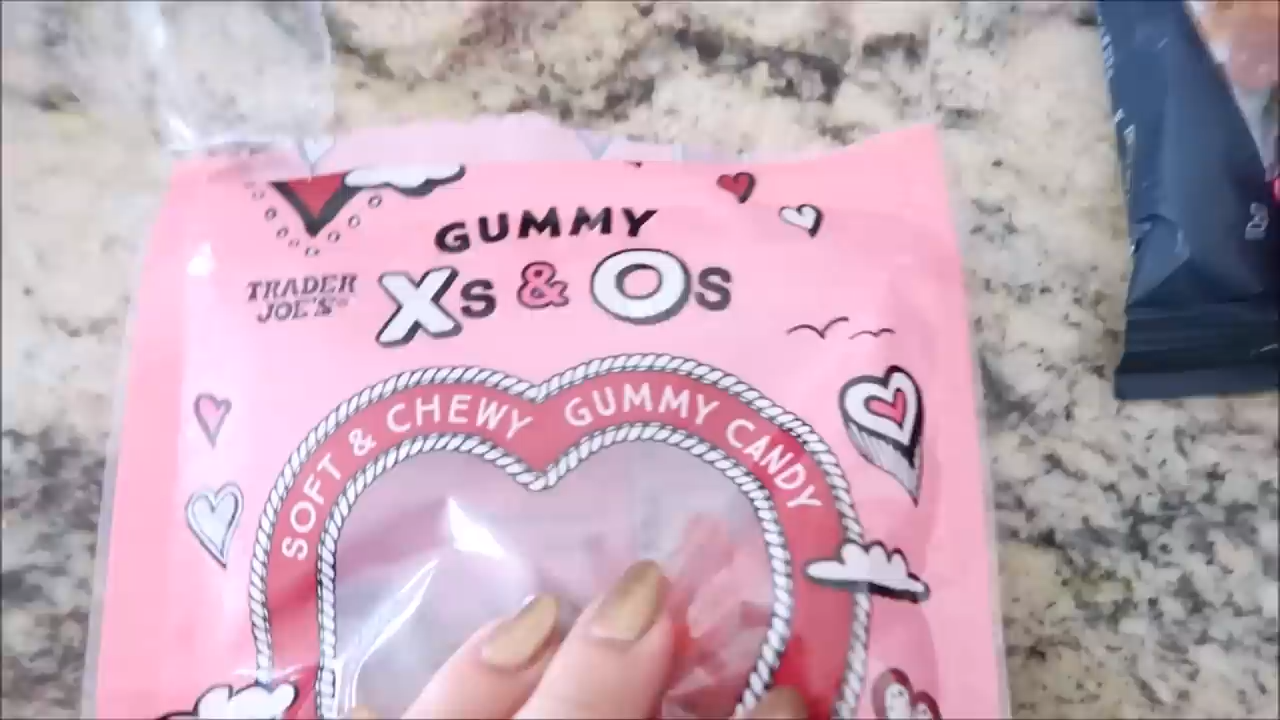 GUMMY
TRADER
JOE'S
Xs & Os
SOFT & CHEWY GUMMY CANDY